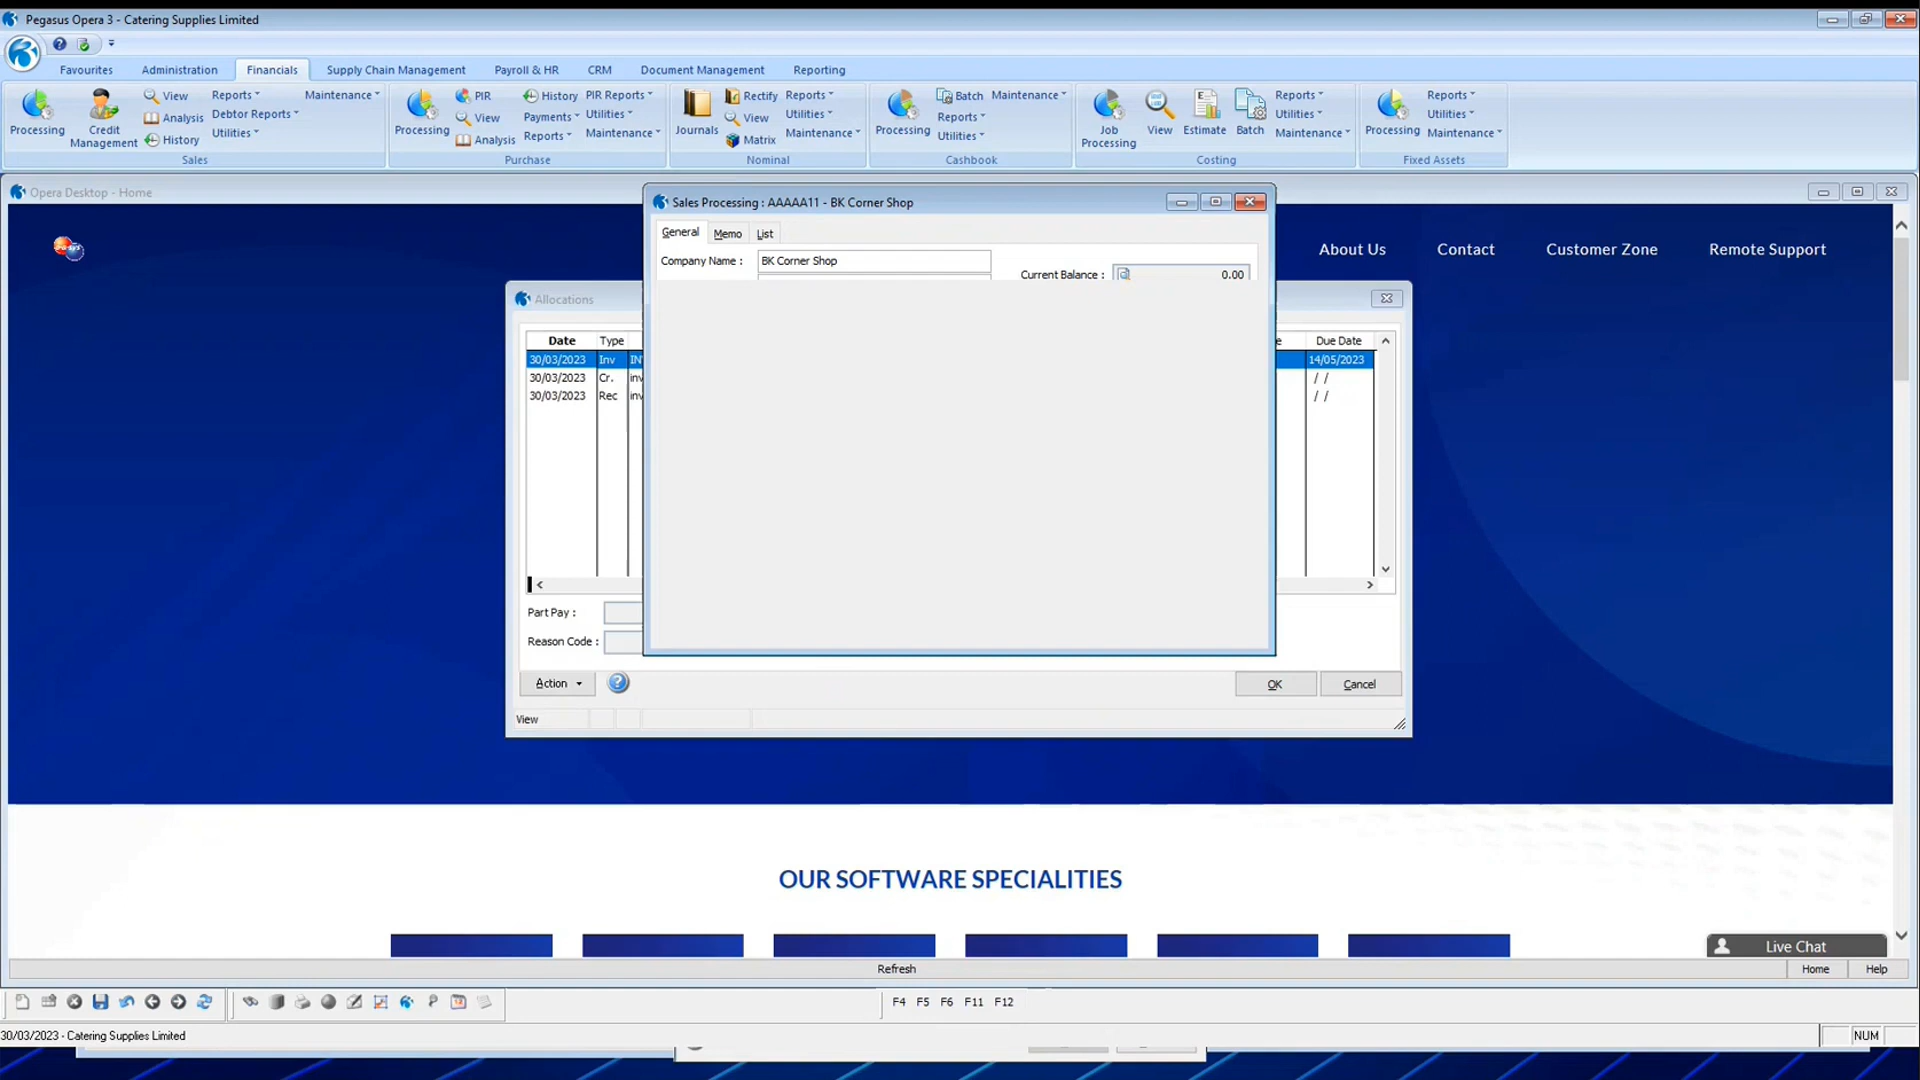 Pegasus Opera 3 - Catering Supplies Limited
Favourites Administration Financials Supply Chain Management Payroll & HR CRM Document Management Reporting
Processing Credit Management View Analysis History Reports Debtor Reports Utilities Maintenance
Sales
Processing PIR View Analysis History Payments Reports PIR Reports Utilities Maintenance
Purchase
Journals Rectify View Matrix Reports Utilities Maintenance
Nominal
Processing Batch Reports Utilities Maintenance
Cashbook
Job Processing View Estimate Batch Reports Utilities Maintenance
Costing
Processing Reports Utilities Maintenance
Fixed Assets
Opera Desktop - Home
About Us Contact Customer Zone Remote Support
Sales Processing : AAAAA11 - BK Corner Shop
General Memo List
Company Name : BK Corner Shop
Current Balance : 0.00
Allocations
Date Type Due Date
30/03/2023 Inv 14/05/2023
30/03/2023 Cr. inv / /
30/03/2023 Rec inv / /
Part Pay :
Reason Code :
Action OK Cancel
View
OUR SOFTWARE SPECIALITIES
Live Chat
Refresh Home Help
F4 F5 F6 F11 F12
30/03/2023 - Catering Supplies Limited NUM